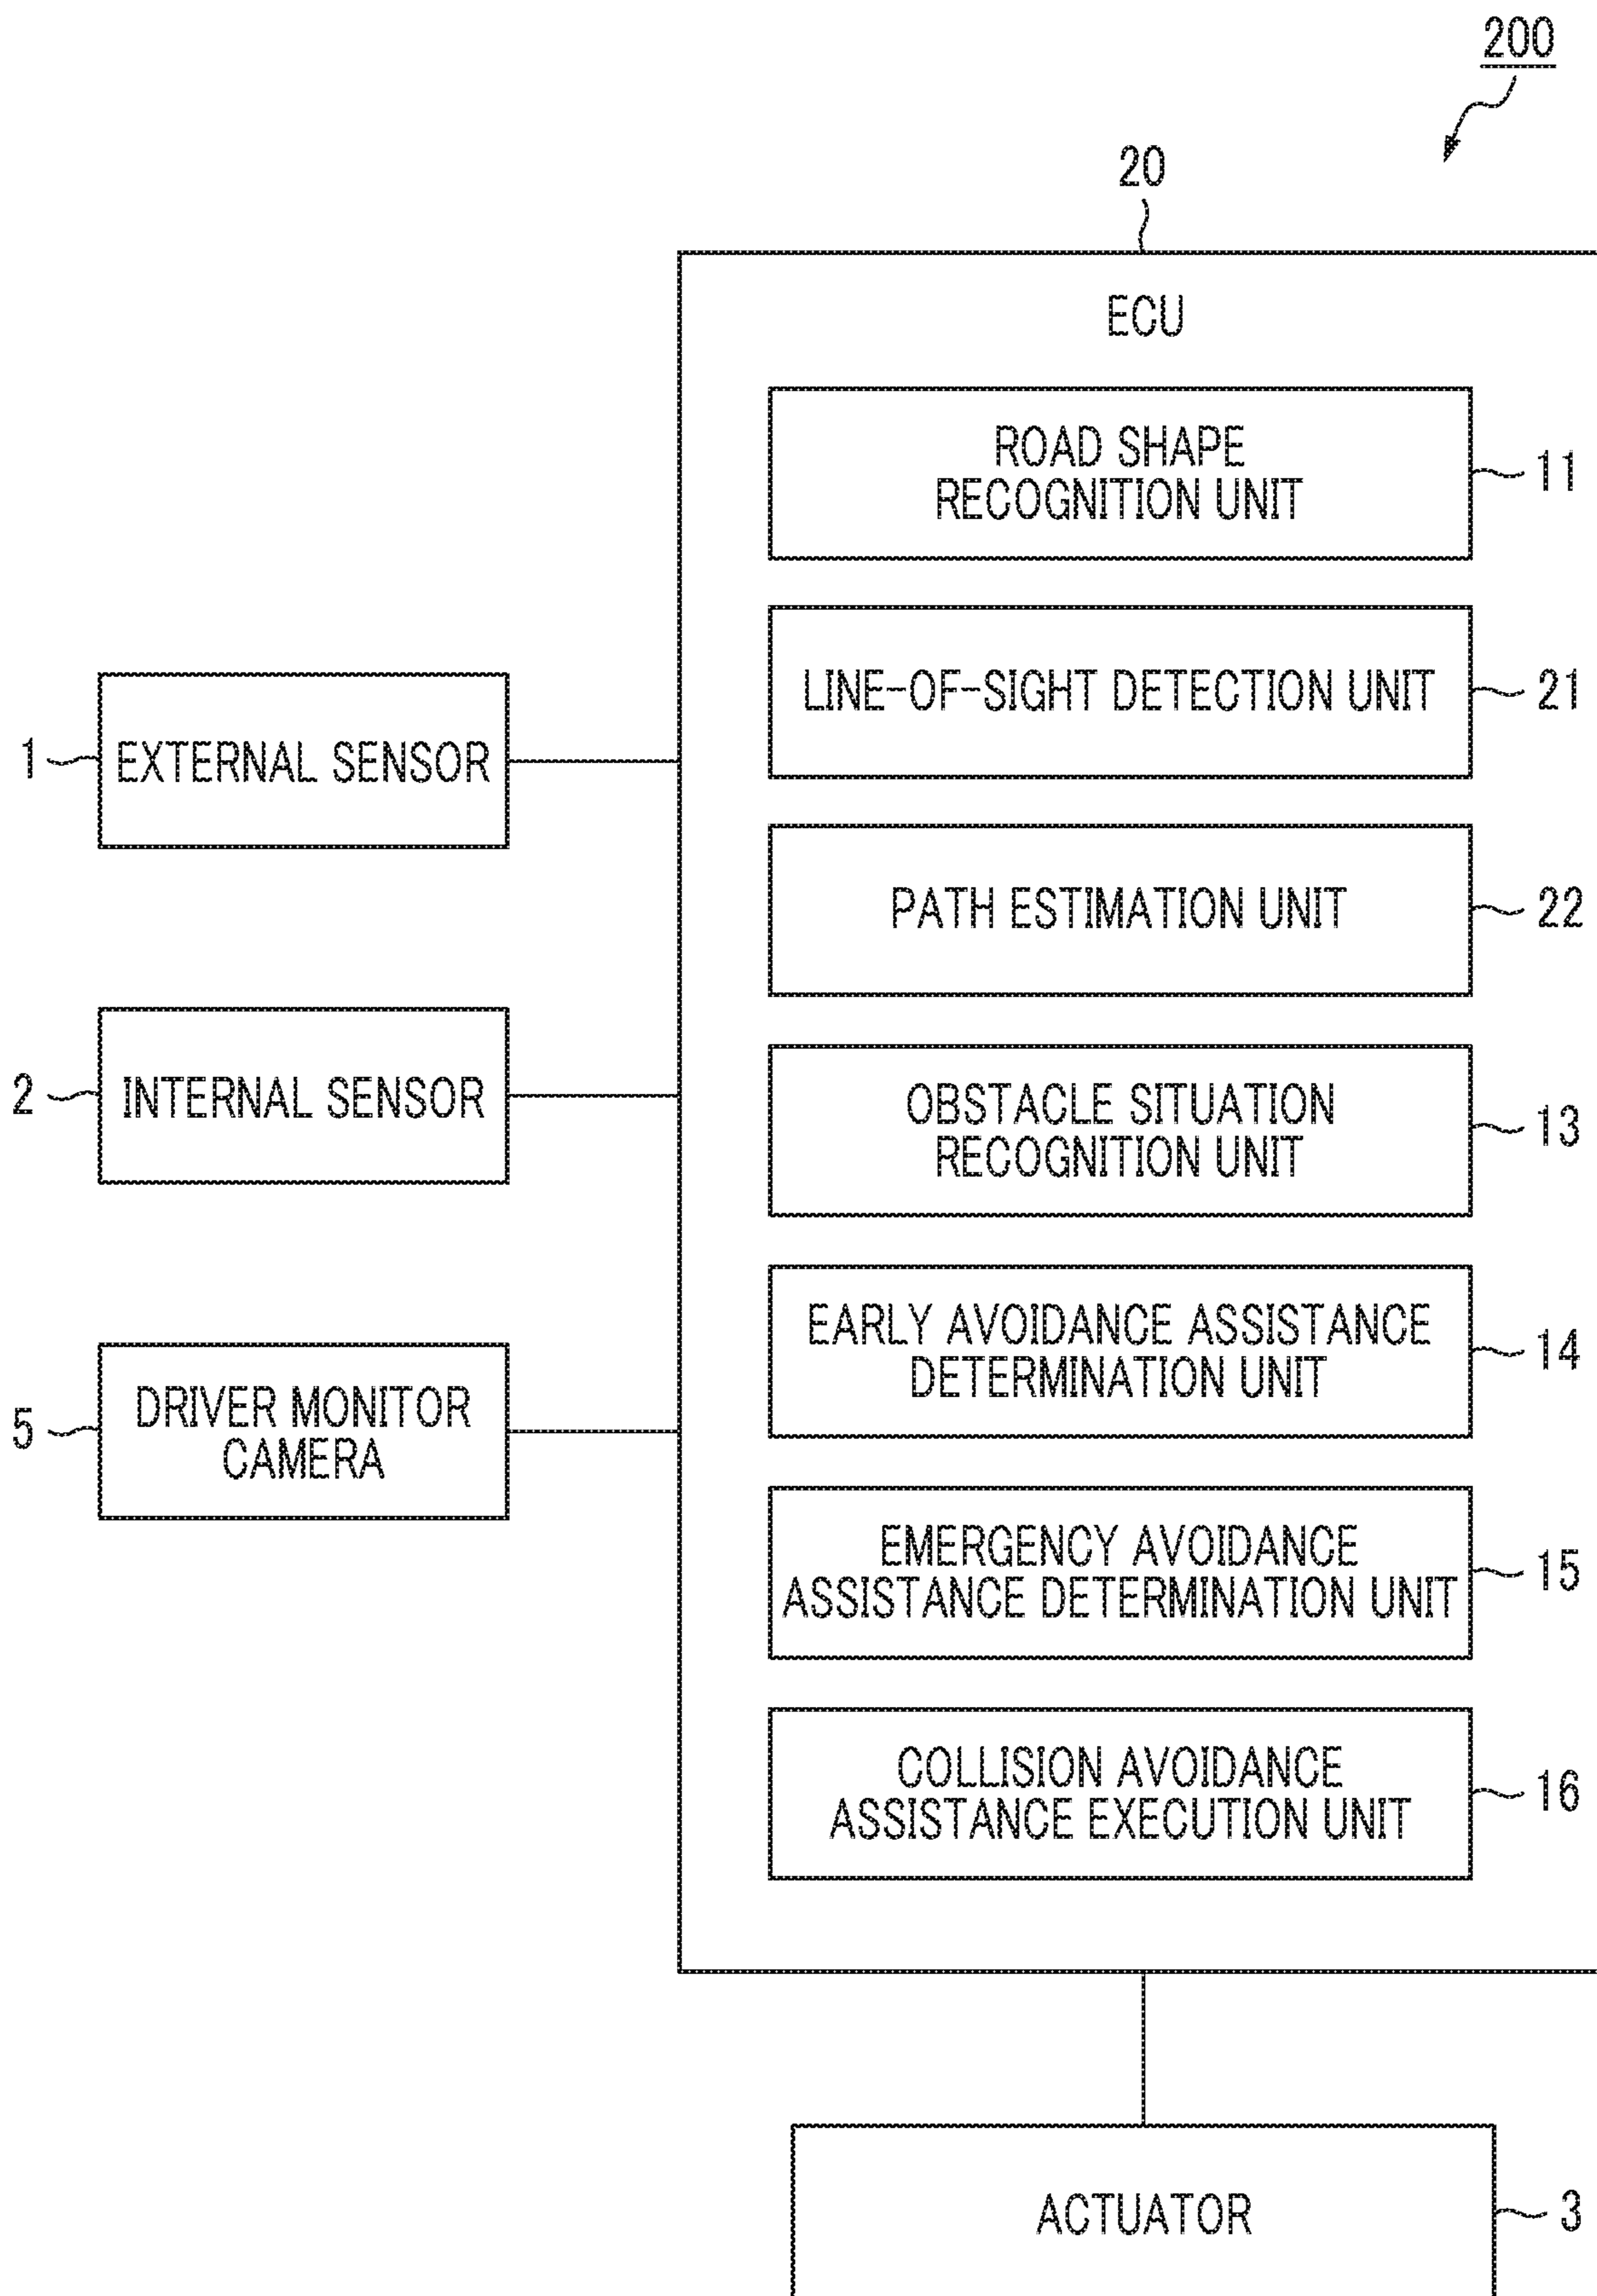 200
20
ECU
ROAD SHAPE
RECOGNITION UNIT
11
LINE-OF-SIGHT DETECTION UNIT
21
1
EXTERNAL SENSOR
PATH ESTIMATION UNIT
22
2
INTERNAL SENSOR
OBSTACLE SITUATION
RECOGNITION UNIT
13
EARLY AVOIDANCE ASSISTANCE
DETERMINATION UNIT
14
5
DRIVER MONITOR
CAMERA
EMERGENCY AVOIDANCE
ASSISTANCE DETERMINATION UNIT
15
COLLISION AVOIDANCE
ASSISTANCE EXECUTION UNIT
16
ACTUATOR
3